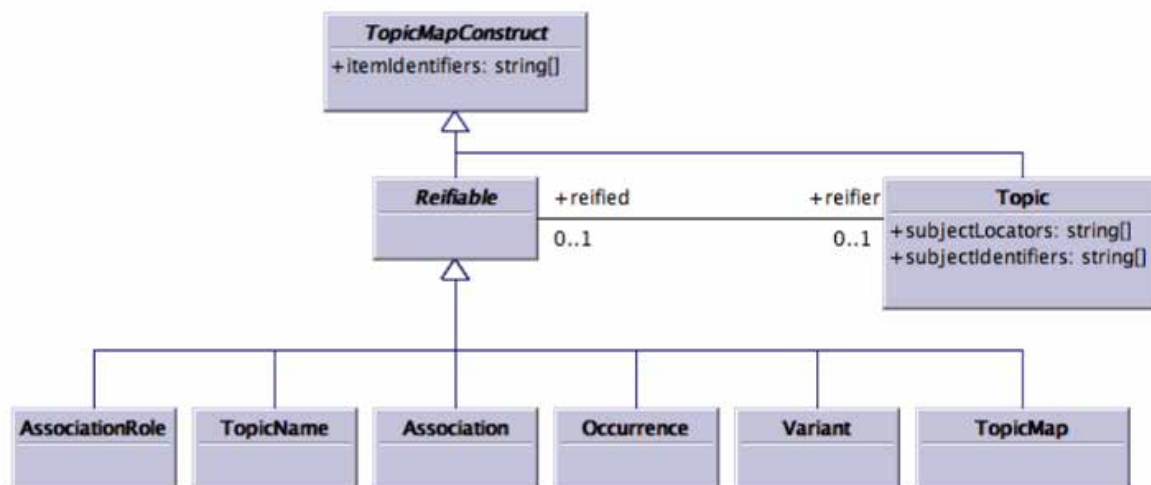 TopicMapConstruct
+itemIdentifiers: string[]
Reifiable
+reified
+reifier
0..1
0..1
Topic
+subjectLocators: string[]
+subjectIdentifiers: string[]
AssociationRole
TopicName
Association
Occurrence
Variant
TopicMap